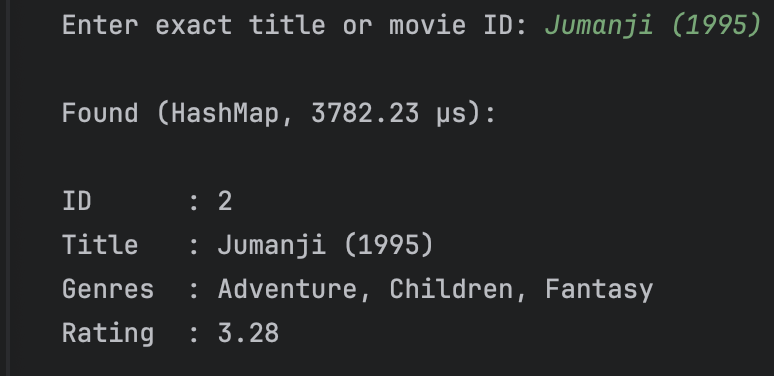 Enter exact title or movie ID: Jumanji (1995)
Found (HashMap, 3782.23 µs):
ID      : 2
Title   : Jumanji (1995)
Genres  : Adventure, Children, Fantasy
Rating  : 3.28